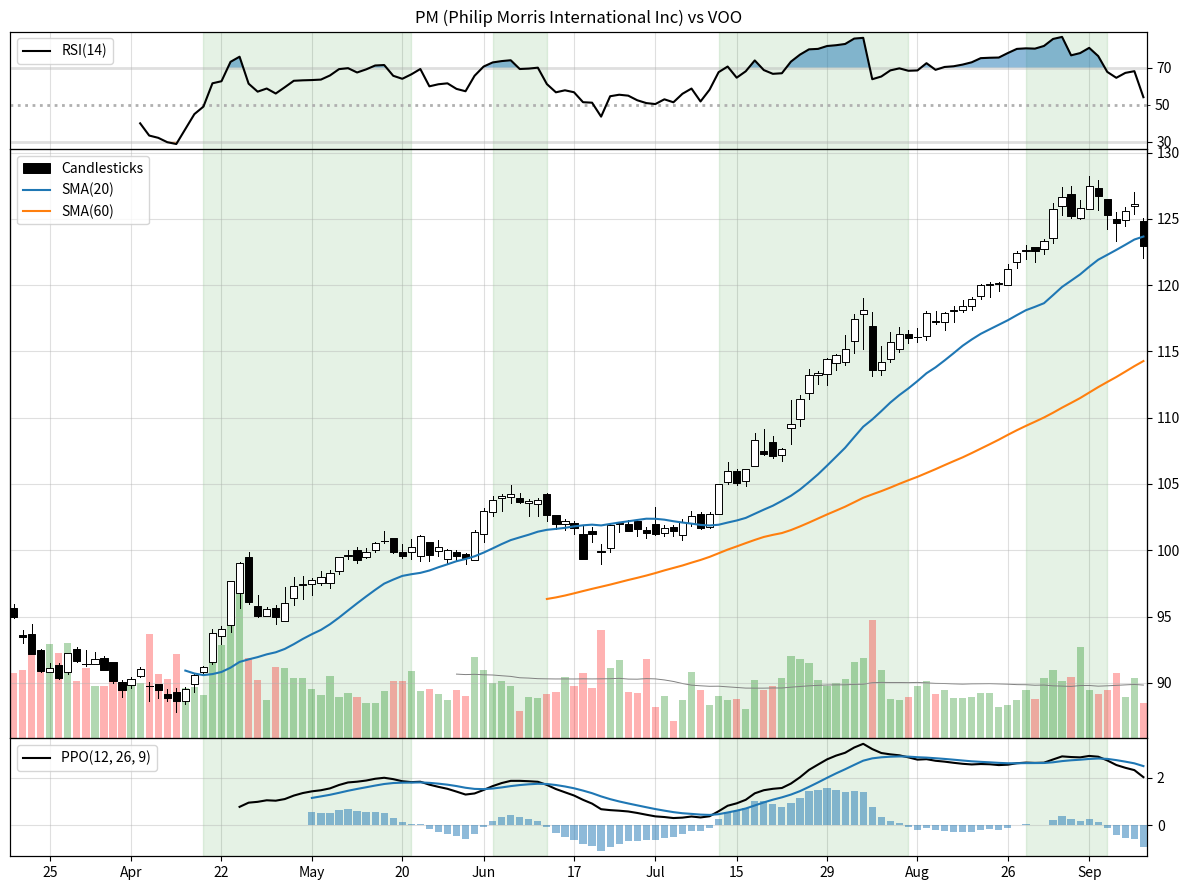 PM (Philip Morris International Inc) vs VOO
RSI(14)
70
50
30
Candlesticks
SMA(20)
SMA(60)
130
125
120
115
110
105
100
95
90
PPO(12, 26, 9)
2
0
25 Apr 22 May 20 Jun 17 Jul 15 29 Aug 26 Sep